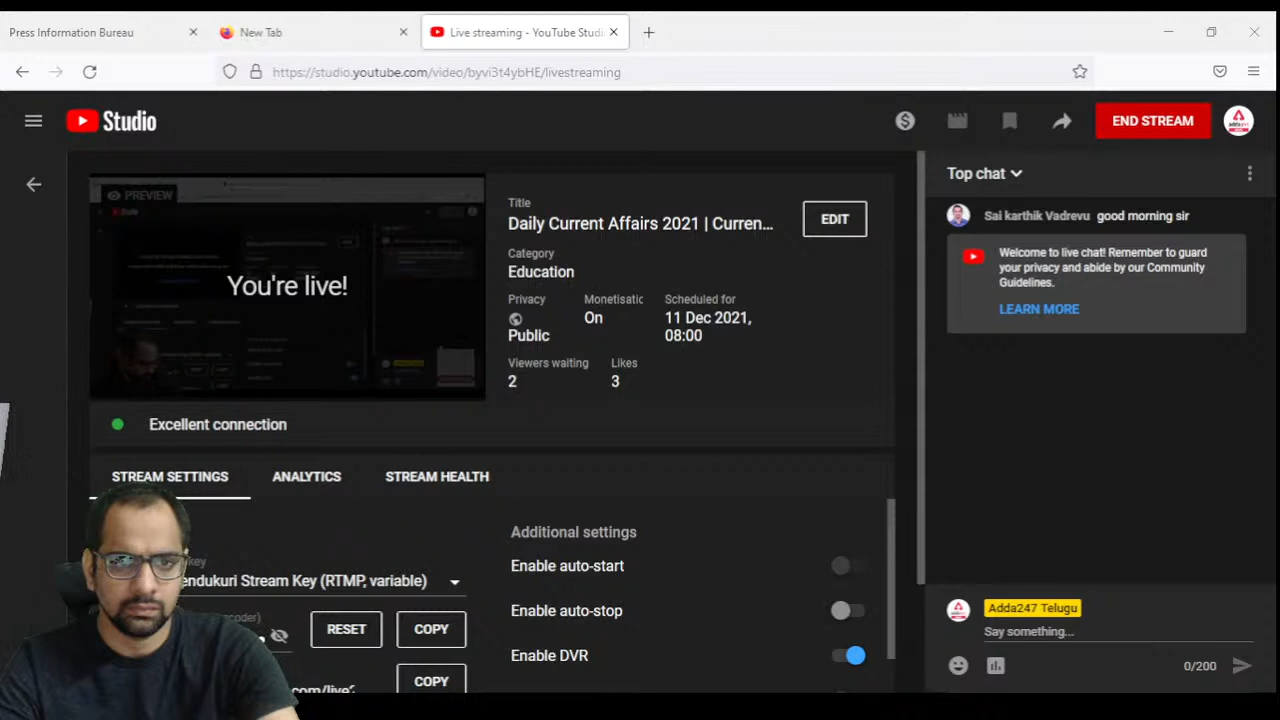 Press Information Bureau
New Tab
Live streaming - YouTube Studi
https://studio.youtube.com/video/byvi3t4ybHE/livestreaming
Studio
END STREAM
PREVIEW
You're live!
Title
Daily Current Affairs 2021 | Curren...
EDIT
Category
Education
Privacy
Public
Monetisatic
On
Scheduled for
11 Dec 2021,
08:00
Viewers waiting
2
Likes
3
Excellent connection
STREAM SETTINGS
ANALYTICS
STREAM HEALTH
key
endukuri Stream Key (RTMP, variable)
coder)
RESET
COPY
.com/live2
COPY
Additional settings
Enable auto-start
Enable auto-stop
Enable DVR
Top chat
Sai karthik Vadrevu good morning sir
Welcome to live chat! Remember to guard
your privacy and abide by our Community
Guidelines.
LEARN MORE
Adda247 Telugu
Say something...
0/200